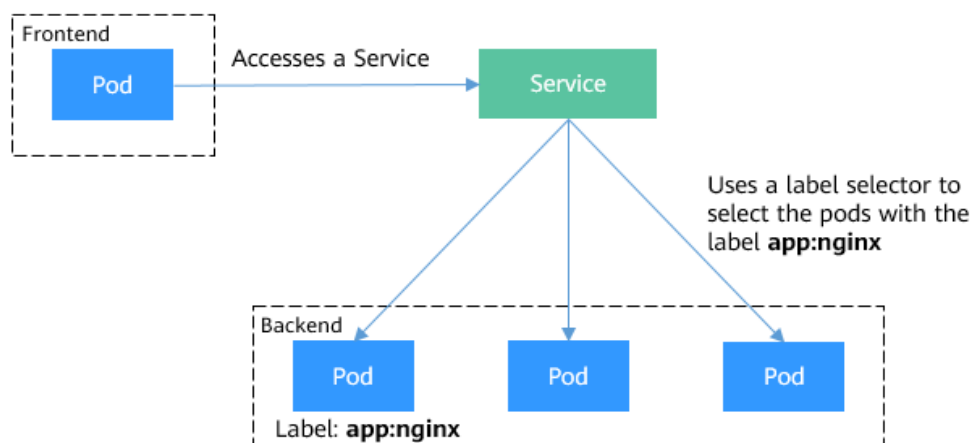 Frontend
Pod
Accesses a Service
Service
Uses a label selector to
select the pods with the
label app:nginx
Backend
Pod
Pod
Pod
Label: app:nginx